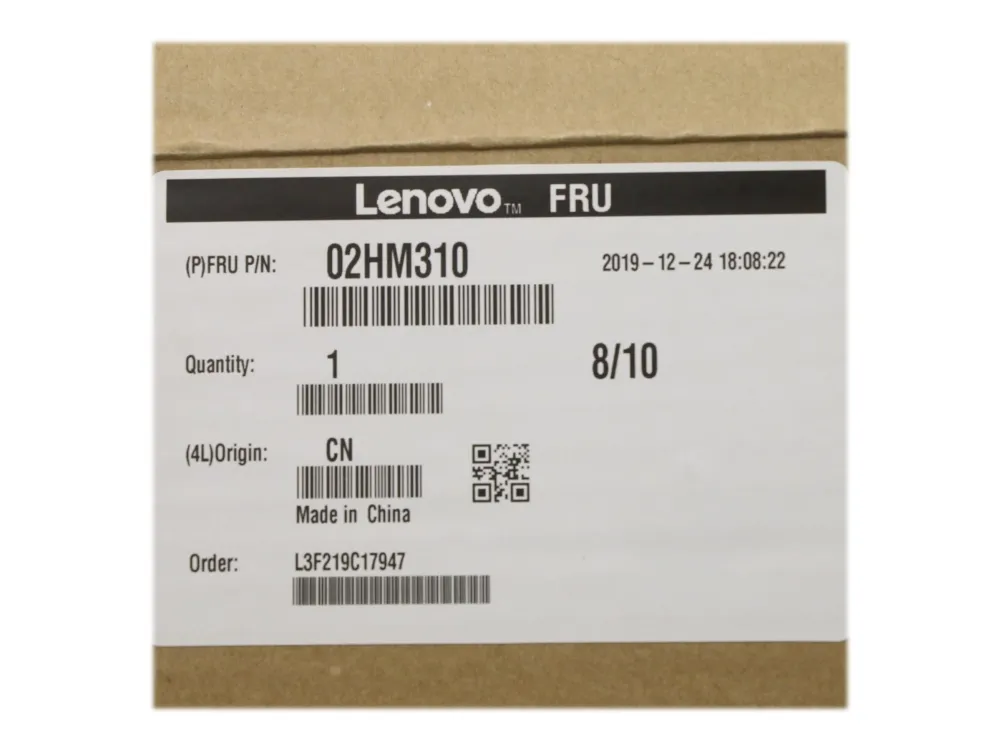 Lenovo™ FRU
(P)FRU P/N: 02HM310 2019-12-24 18:08:22
Quantity: 1 8/10
(4L)Origin: CN
Made in China
Order: L3F219C17947